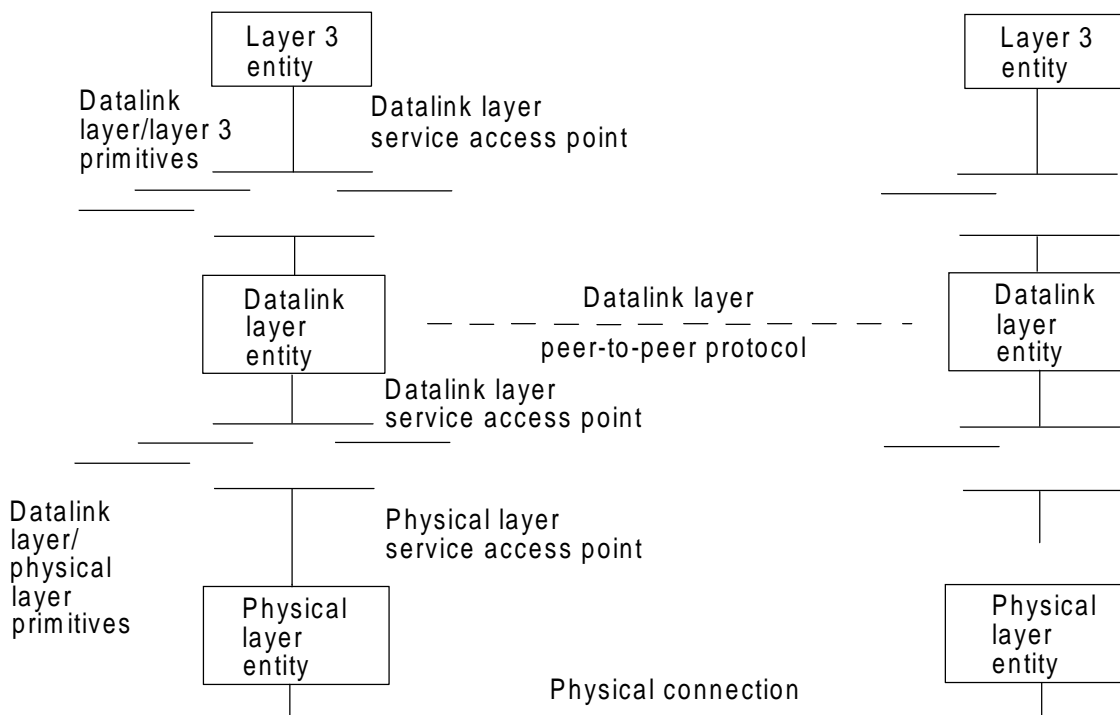 Layer 3
entity
Layer 3
entity
Datalink
layer/layer 3
primitives
Datalink layer
service access point
Datalink
layer
entity
Datalink layer
peer-to-peer protocol
Datalink
layer
entity
Datalink layer
service access point
Datalink
layer/
physical
layer
primitives
Physical layer
service access point
Physical
layer
entity
Physical connection
Physical
layer
entity